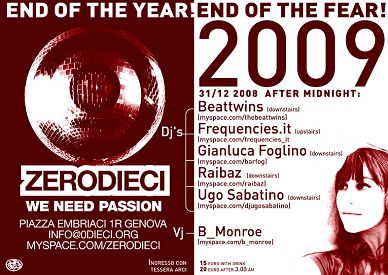 END OF THE YEAR! END OF THE FEAR!
2009
31/12 2008 AFTER MIDNIGHT:
Dj's
Beattwins (downstairs)
(myspace.com/thebeattwins)
Frequencies.it (upstairs)
(myspace.com/frequencies_it
Gianluca Foglino (downstairs)
(myspace.com/barfog)
Raibaz (downstairs)
(myspace.com/raibaz)
Ugo Sabatino (downstairs)
(myspace.com/djugosabatino)
Vj
B_Monroe
(myspace.com/b_monroe)
15 EURO WITH DRINK
20 EURO AFTER 3.00 AM
ZERODIECI
WE NEED PASSION
PIAZZA EMBRIACI 1R GENOVA
INFO@0DIECI.ORG
MYSPACE.COM/ZERODIECI
INGRESSO CON
TESSERA ARCI